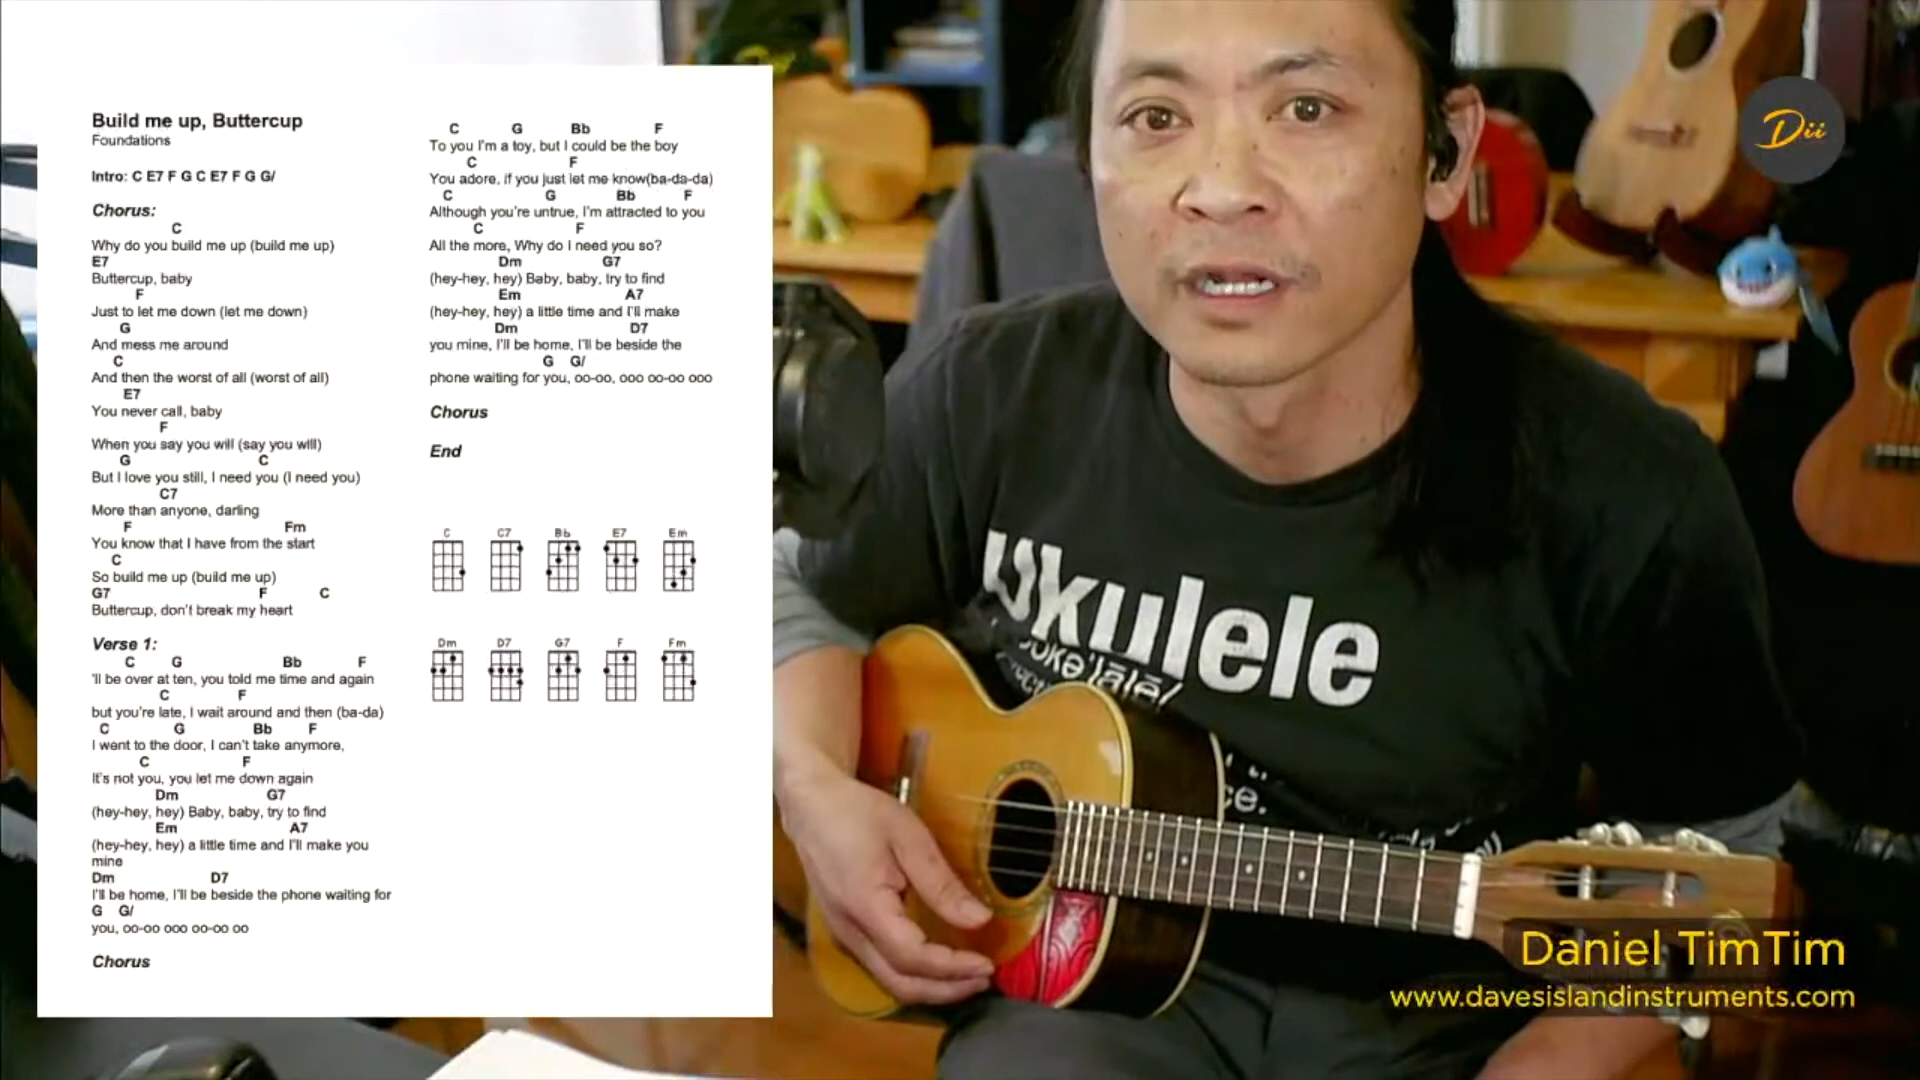 Build me up, Buttercup
Foundations
Intro: C E7 F G C E7 F G G/
Chorus:
C
Why do you build me up (build me up)
E7
Buttercup, baby
F
Just to let me down (let me down)
G
And mess me around
C
And then the worst of all (worst of all)
E7
You never call, baby
F
When you say you will (say you will)
G C
But I love you still, I need you (I need you)
C7
More than anyone, darling
F Fm
You know that I have from the start
C
So build me up (build me up)
G7 F C
Buttercup, don't break my heart
Verse 1:
C G Bb F
'll be over at ten, you told me time and again
C F
but you're late, I wait around and then (ba-da)
C G Bb F
I went to the door, I can't take anymore,
C F
It's not you, you let me down again
Dm G7
(hey-hey, hey) Baby, baby, try to find
Em A7
(hey-hey, hey) a little time and I'll make you
mine
Dm D7
I'll be home, I'll be beside the phone waiting for
G G/
you, oo-oo ooo oo-oo oo
Chorus
C G Bb F
To you I'm a toy, but I could be the boy
C F
You adore, if you just let me know(ba-da-da)
C G Bb F
Although you're untrue, I'm attracted to you
C F
All the more, Why do I need you so?
Dm G7
(hey-hey, hey) Baby, baby, try to find
Em A7
(hey-hey, hey) a little time and I'll make
Dm D7
you mine, I'll be home, I'll be beside the
G G/
phone waiting for you, oo-oo, ooo oo-oo ooo
Chorus
End
C C7 Bb E7 Em
Dm D7 G7 F Fm
Dii
ukulele
Daniel TimTim
www.davesislandinstruments.com